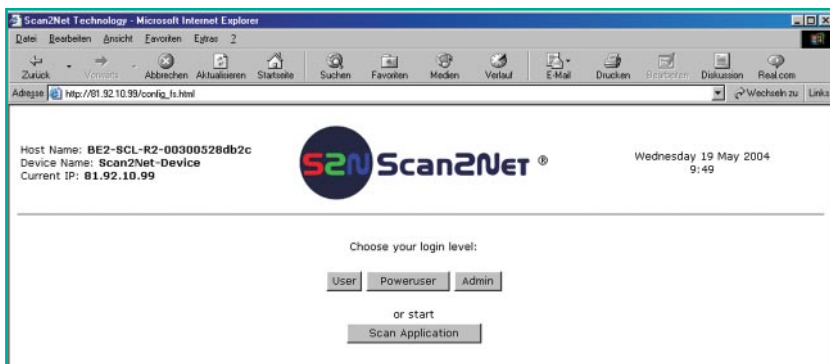 Scan2Net Technology - Microsoft Internet Explorer
Datei Bearbeiten Ansicht Favoriten Extras ?
Zurück Vorwärts Abbrechen Aktualisieren Startseite Suchen Favoriten Medien Verlauf E-Mail Drucken Bearbeiten Diskussion Real.com
Adresse http://81.92.10.99/config_fs.html Wechseln zu Links
Host Name: BE2-SCL-R2-00300528db2c
Device Name: Scan2Net-Device
Current IP: 81.92.10.99
S2N Scan2Net ®
Wednesday 19 May 2004
9:49
Choose your login level:
User Poweruser Admin
or start
Scan Application